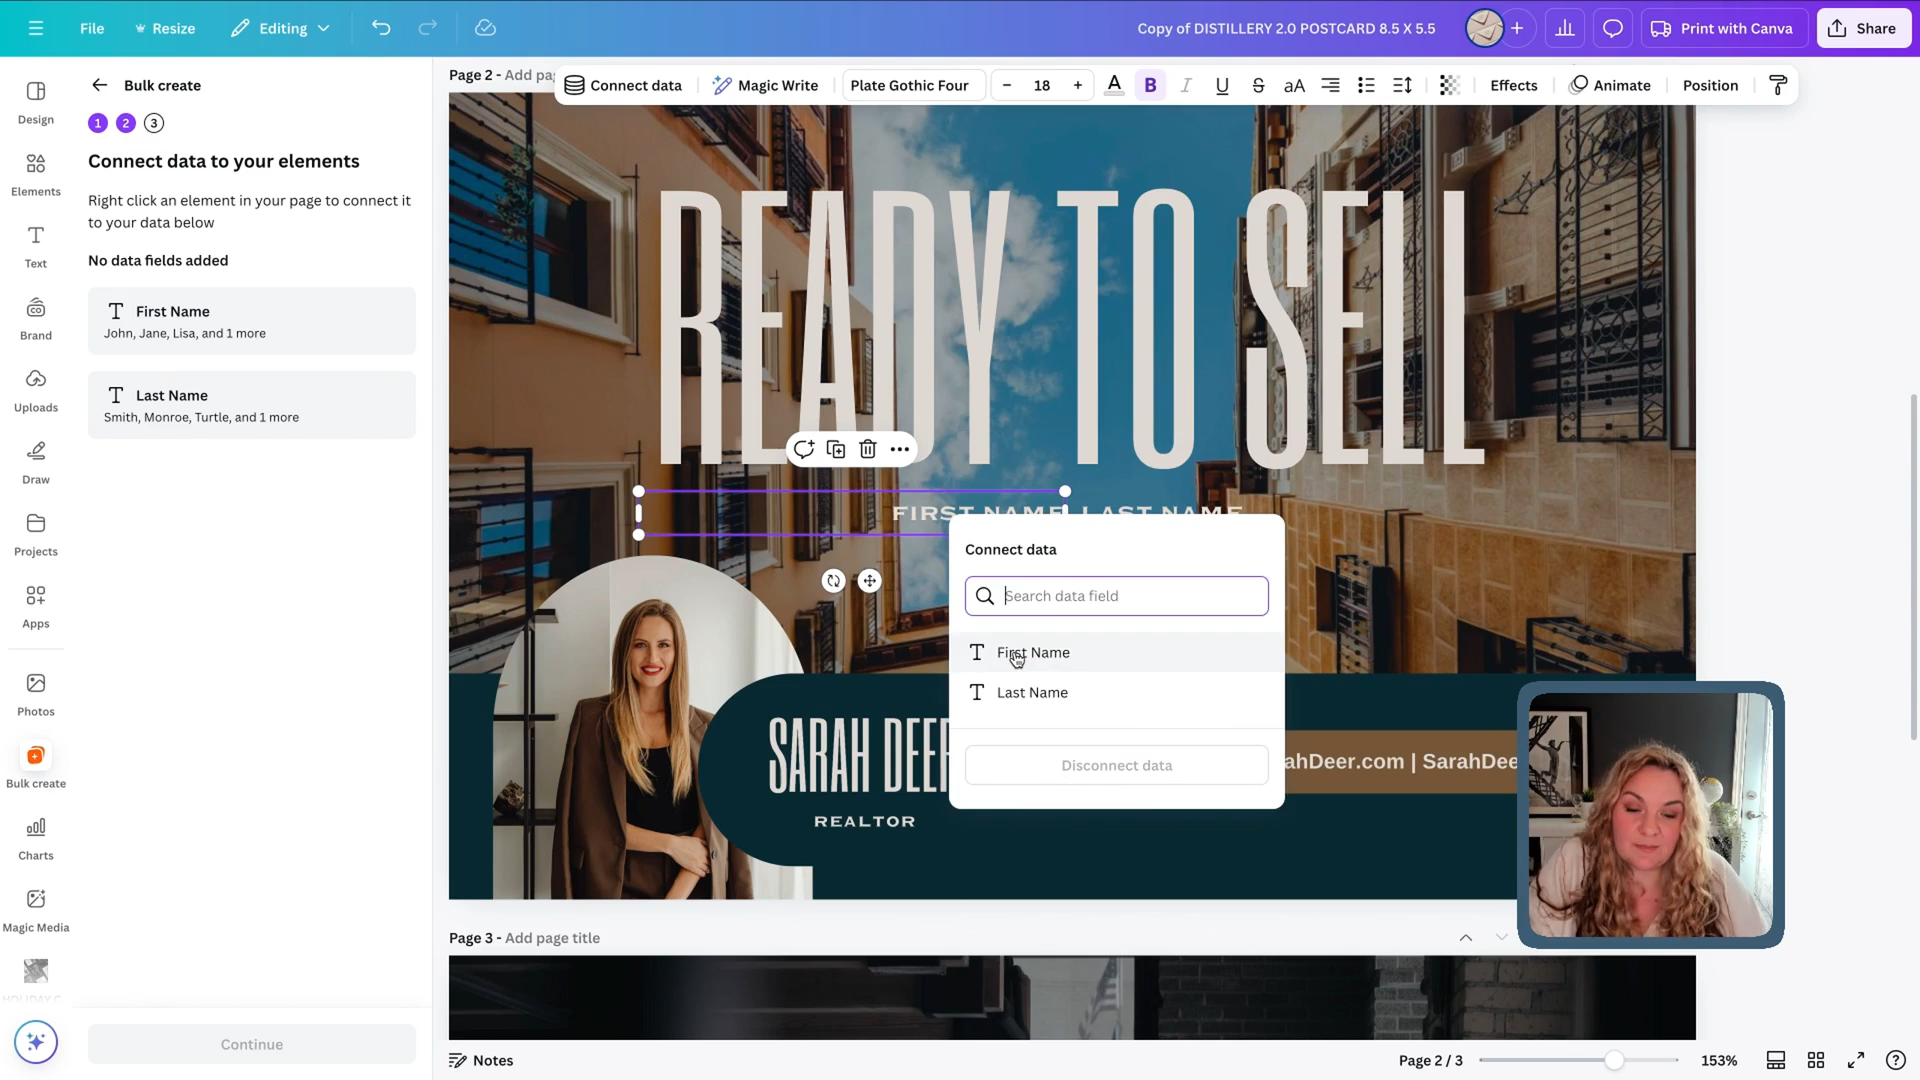 File
Resize
Editing
Copy of DISTILLERY 2.0 POSTCARD 8.5 X 5.5
Print with Canva
Share
Design
Elements
Text
Brand
Uploads
Draw
Projects
Apps
Photos
Bulk create
Charts
Magic Media
HOLIDAY C
Bulk create
1 2 3
Connect data to your elements
Right click an element in your page to connect it
to your data below
No data fields added
First Name
John, Jane, Lisa, and 1 more
Last Name
Smith, Monroe, Turtle, and 1 more
Continue
Page 2 - Add pa
Connect data
Magic Write
Plate Gothic Four
- 18 +
A B I U S aA
Effects
Animate
Position
READY TO SELL
FIRST NAME LAST NAME
Connect data
Search data field
First Name
Last Name
Disconnect data
SARAH DEER
REALTOR
ahDeer.com | SarahDee
Page 3 - Add page title
Notes
Page 2 / 3
153%